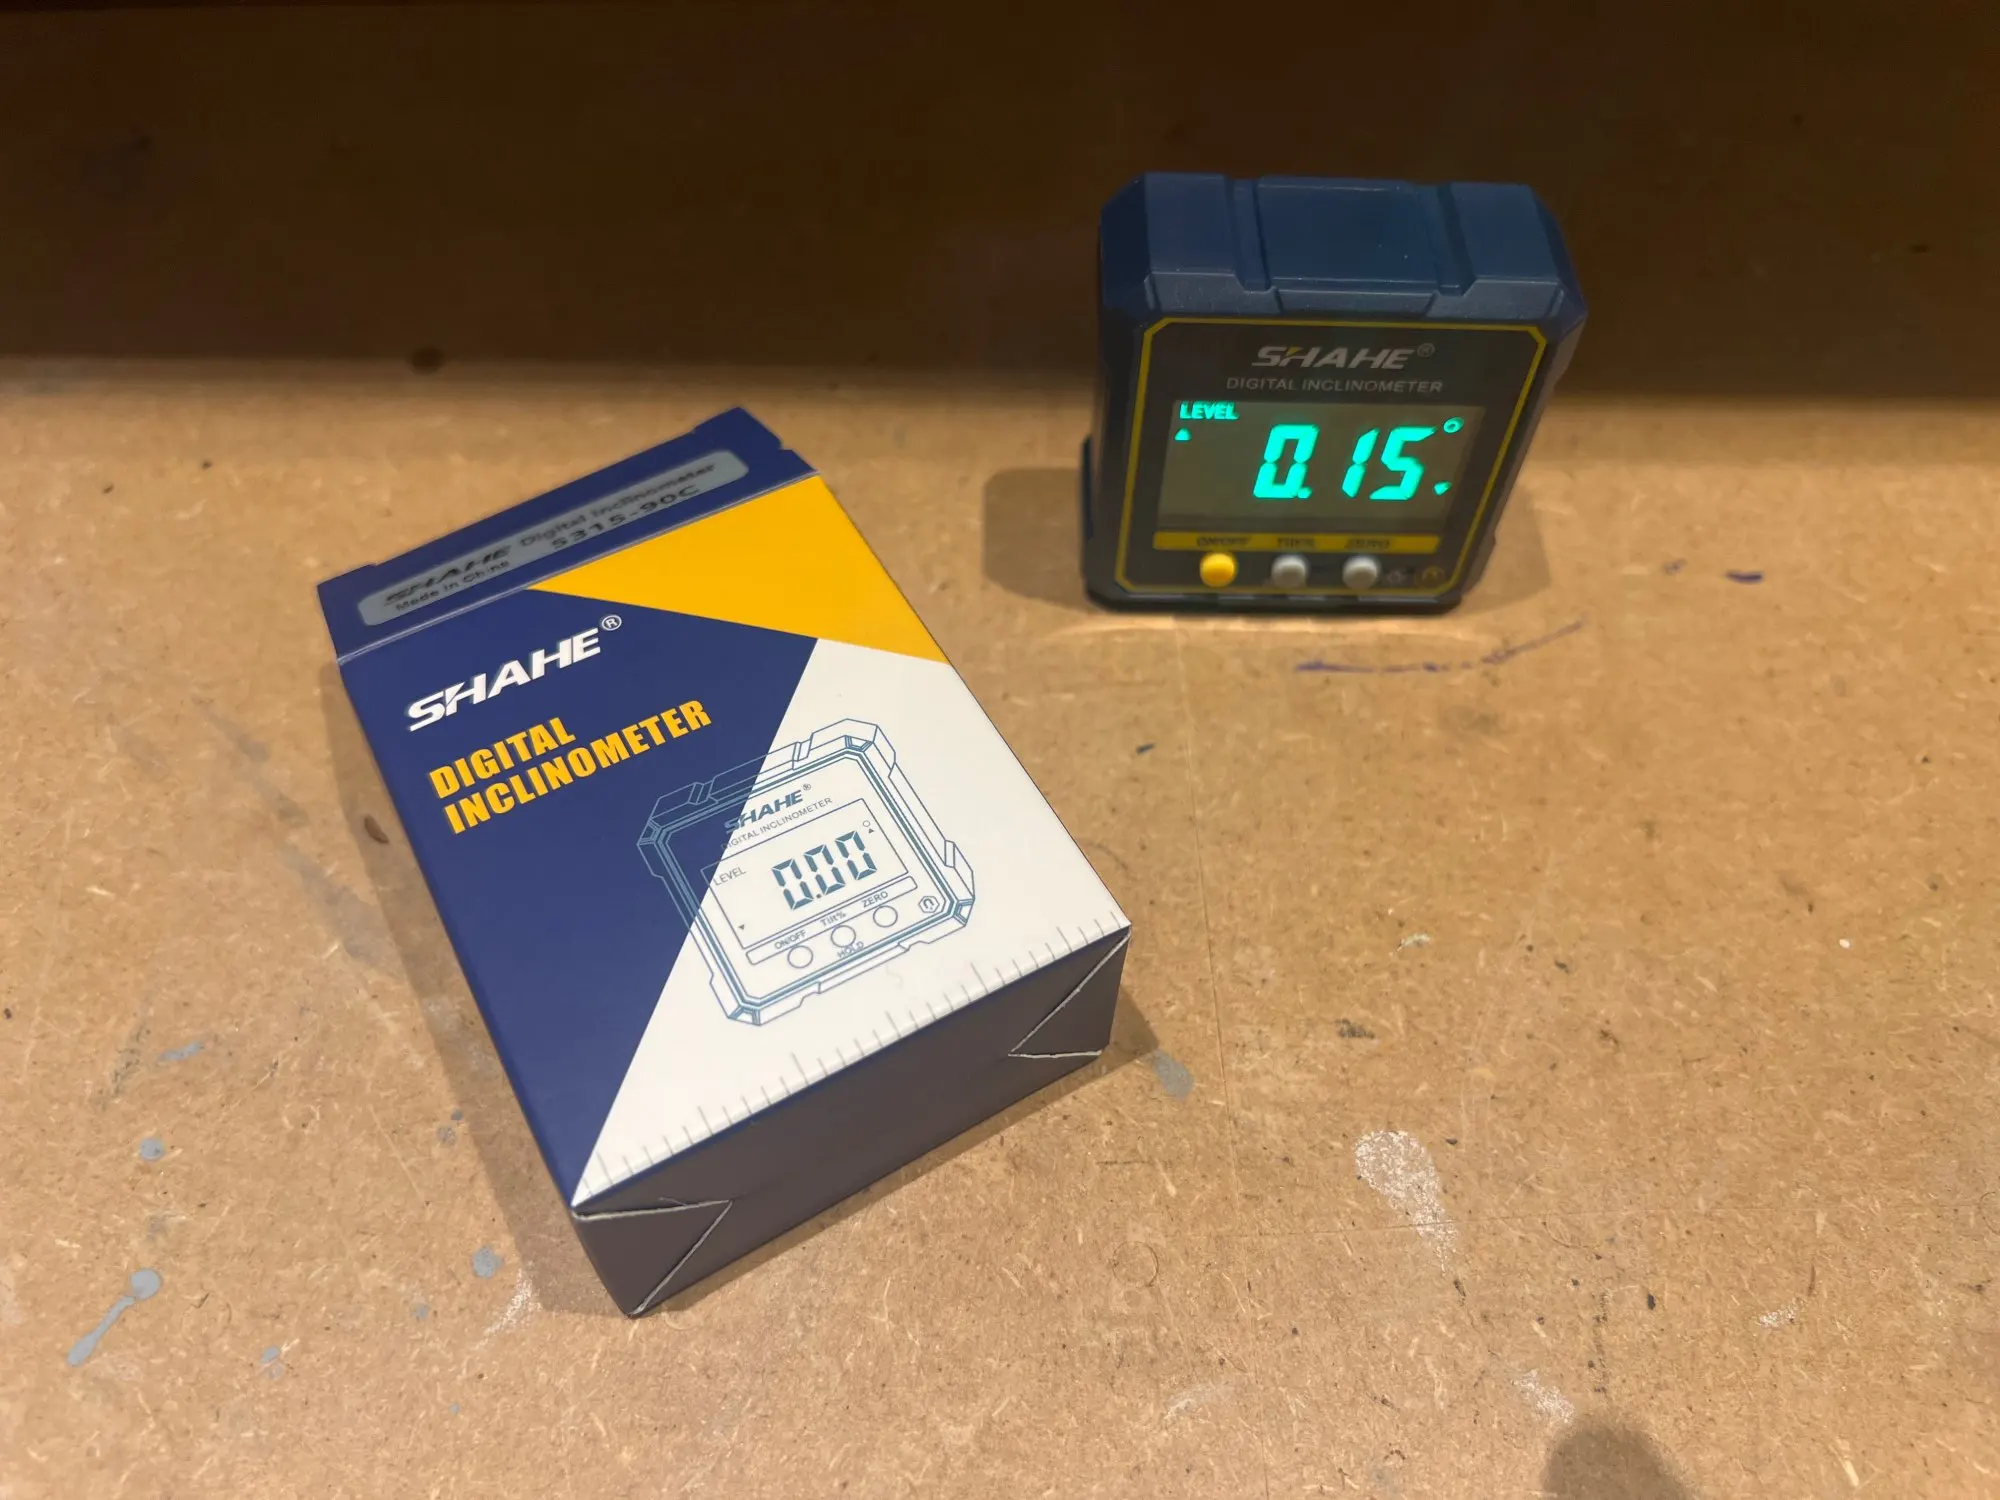 SHAHE Digital Inclinometer
Made in China 5315-90C
SHAHE®
DIGITAL
INCLINOMETER
SHAHE®
DIGITAL INCLINOMETER
LEVEL
0.00°
ON/OFF Tilt% ZERO
HOLD
SHAHE®
DIGITAL INCLINOMETER
LEVEL
0.15°
ON/OFF Tilt% ZERO